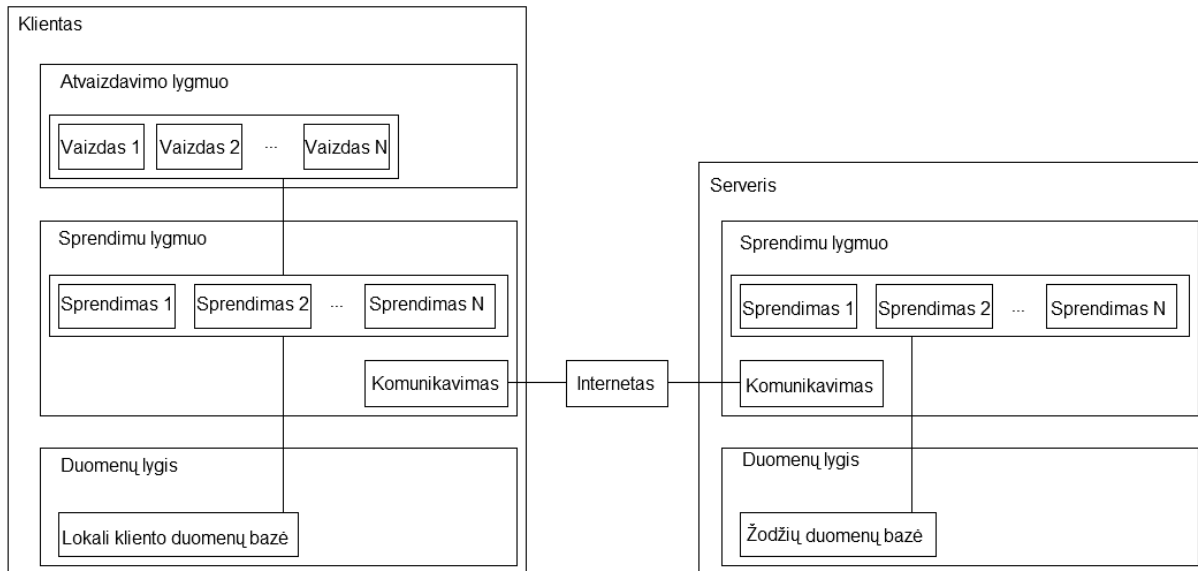 Klientas
Atvaizdavimo lygmuo
Vaizdas 1
Vaizdas 2
...
Vaizdas N
Sprendimu lygmuo
Sprendimas 1
Sprendimas 2
...
Sprendimas N
Komunikavimas
Duomenų lygis
Lokali kliento duomenų bazė
Internetas
Serveris
Sprendimu lygmuo
Sprendimas 1
Sprendimas 2
...
Sprendimas N
Komunikavimas
Duomenų lygis
Žodžių duomenų bazė